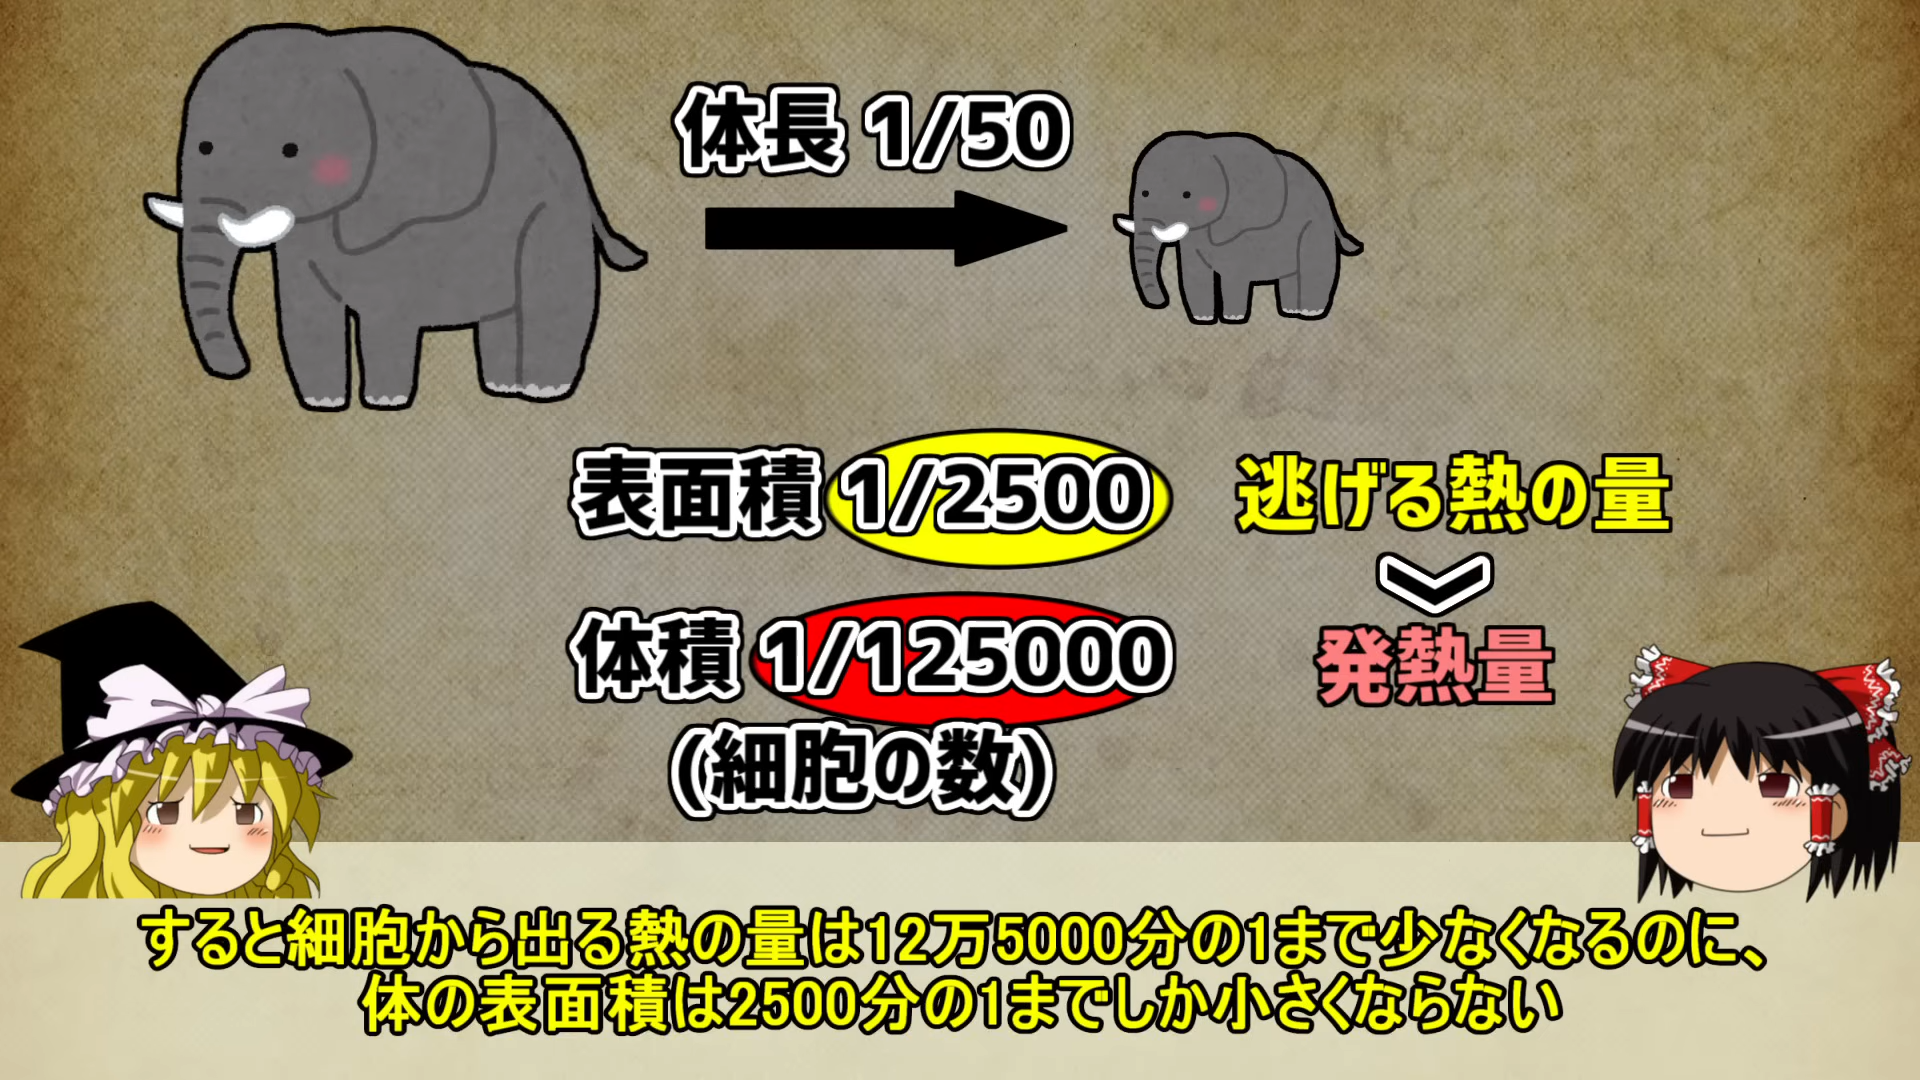 体長 1/50
表面積 1/2500 逃げる熱の量
体積 1/125000 発熱量
(細胞の数)
すると細胞から出る熱の量は12万5000分の1まで少なくなるのに、
体の表面積は2500分の1までしか小さくならない